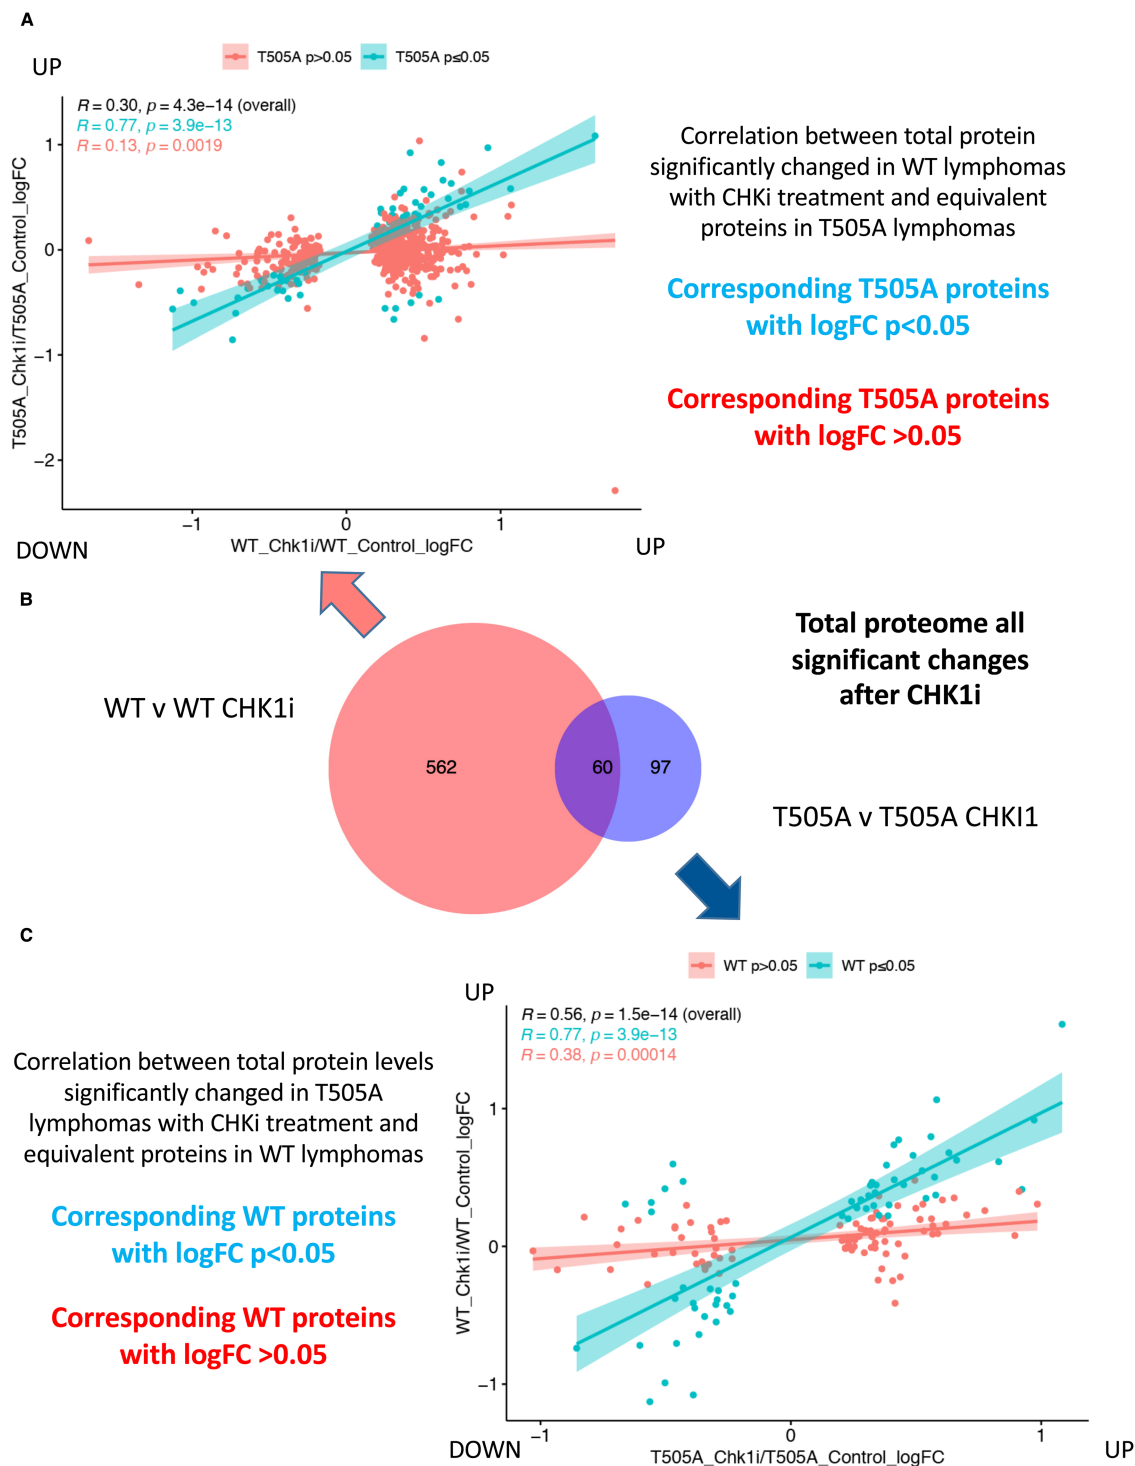 A
T505A p>0.05 T505A p≤0.05
UP
R = 0.30, p = 4.3e−14 (overall)
R = 0.77, p = 3.9e−13
R = 0.13, p = 0.0019
1
0
−1
−2
T505A_Chk1i/T505A_Control_logFC
−1 0 1
WT_Chk1i/WT_Control_logFC
DOWN
UP
Correlation between total protein
significantly changed in WT lymphomas
with CHKi treatment and equivalent
proteins in T505A lymphomas
Corresponding T505A proteins
with logFC p<0.05
Corresponding T505A proteins
with logFC >0.05
B
Total proteome all
significant changes
after CHK1i
WT v WT CHK1i
562 60 97
T505A v T505A CHKI1
C
WT p>0.05 WT p≤0.05
UP
R = 0.56, p = 1.5e−14 (overall)
R = 0.77, p = 3.9e−13
R = 0.38, p = 0.00014
Correlation between total protein levels
significantly changed in T505A
lymphomas with CHKi treatment and
equivalent proteins in WT lymphomas
Corresponding WT proteins
with logFC p<0.05
Corresponding WT proteins
with logFC >0.05
1
0
−1
WT_Chk1i/WT_Control_logFC
−1 0 1
T505A_Chk1i/T505A_Control_logFC
DOWN
UP